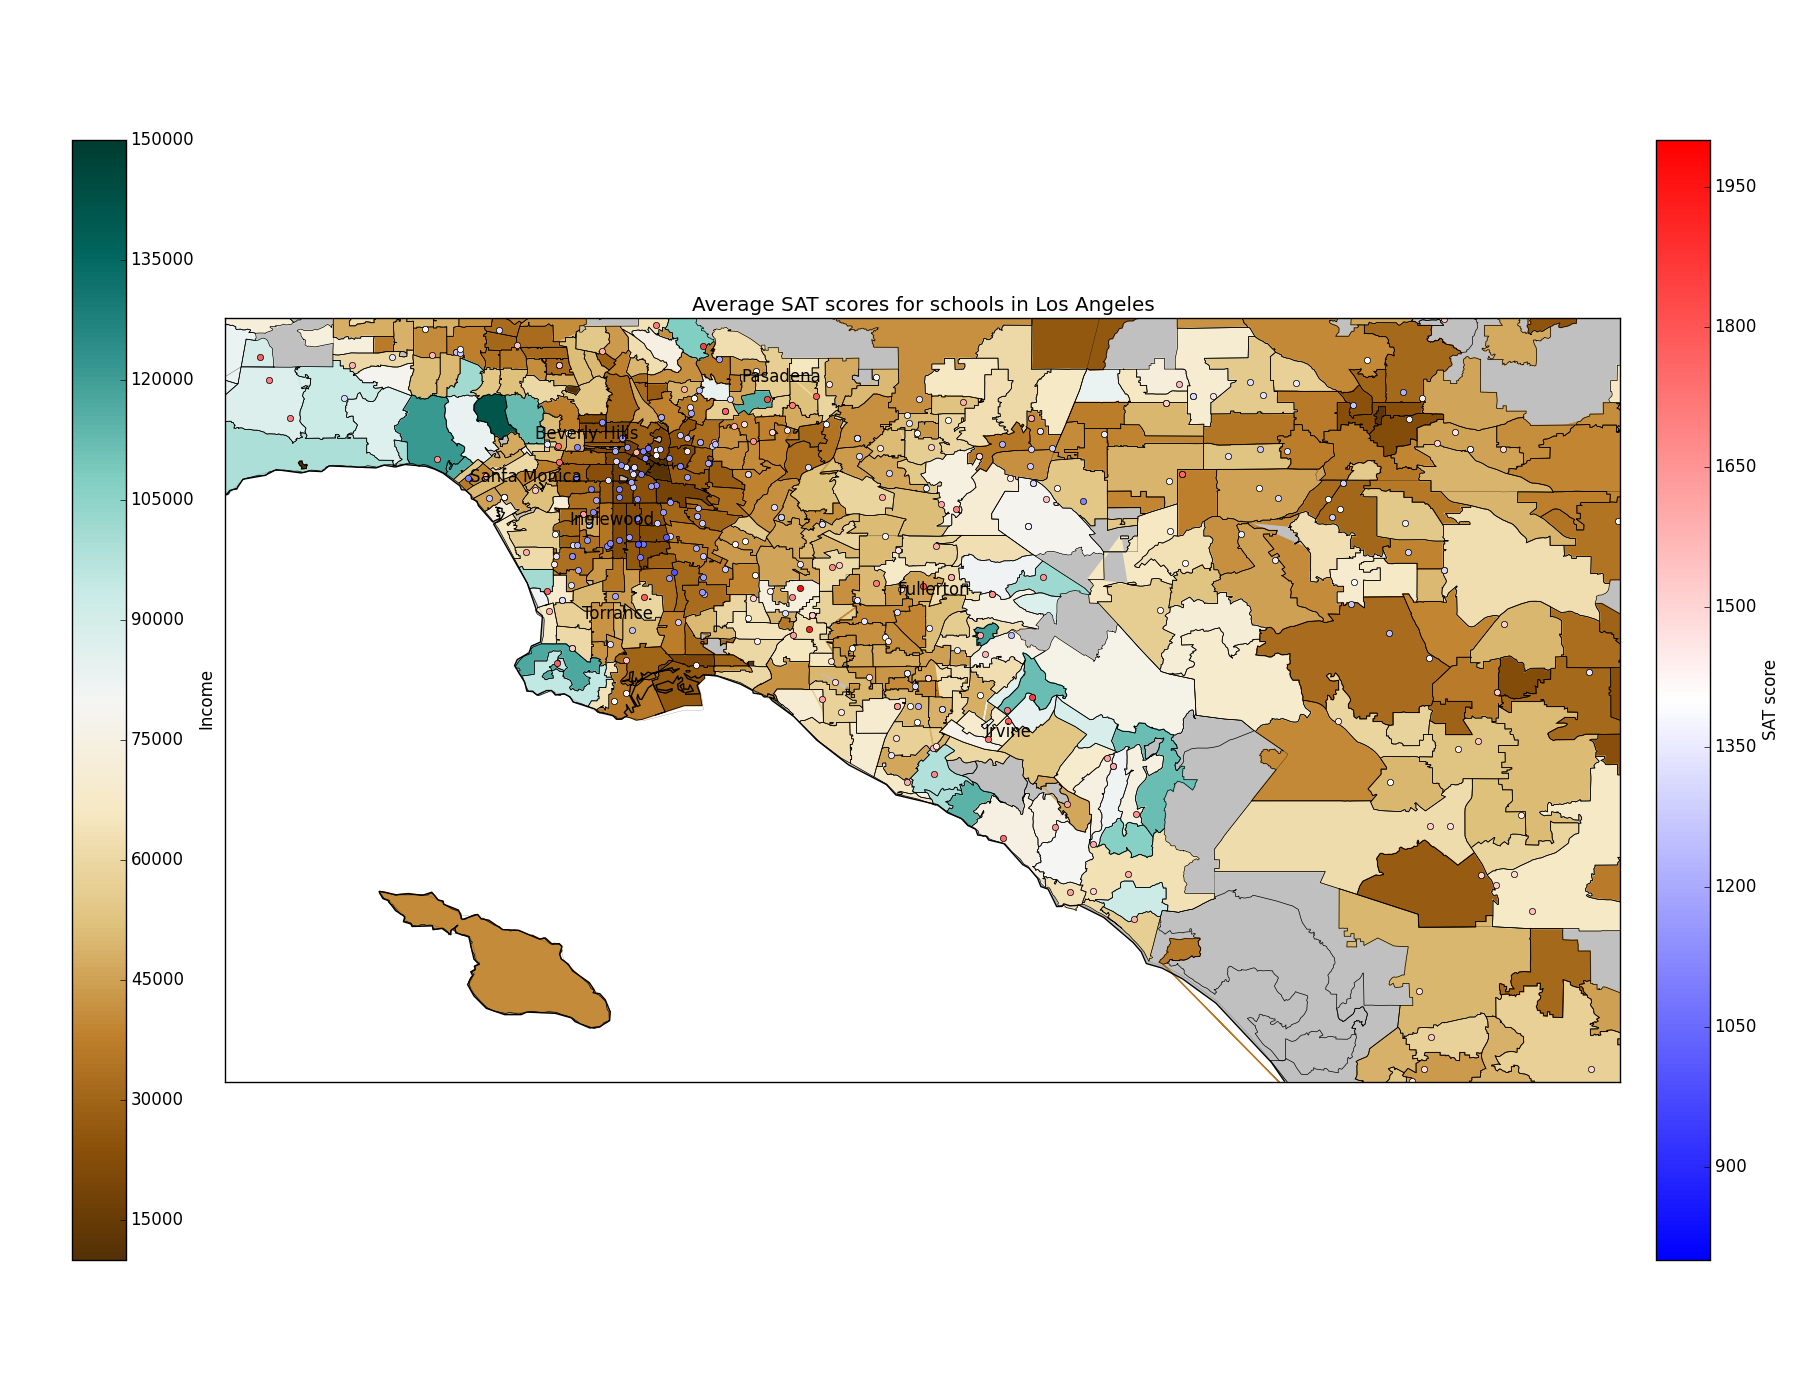 Average SAT scores for schools in Los Angeles
150000
135000
120000
105000
90000
75000
60000
45000
30000
15000
Income
Pasadena
Beverly Hills
Santa Monica
Inglewood
Fullerton
Torrance
Irvine
1950
1800
1650
1500
1350
1200
1050
900
SAT score